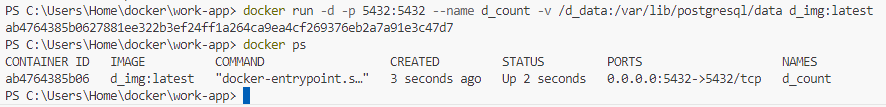 PS C:\Users\Home\docker\work-app> docker run -d -p 5432:5432 --name d_count -v /d_data:/var/lib/postgresql/data d_img:latest
ab4764385b0627881ee322b3ef24ff1a264ca9ea4cf269376eb2a7a91e3c47d7
PS C:\Users\Home\docker\work-app> docker ps
CONTAINER ID   IMAGE          COMMAND                  CREATED         STATUS         PORTS                    NAMES
ab4764385b06   d_img:latest   "docker-entrypoint.s…"   3 seconds ago   Up 2 seconds   0.0.0.0:5432->5432/tcp   d_count
PS C:\Users\Home\docker\work-app>